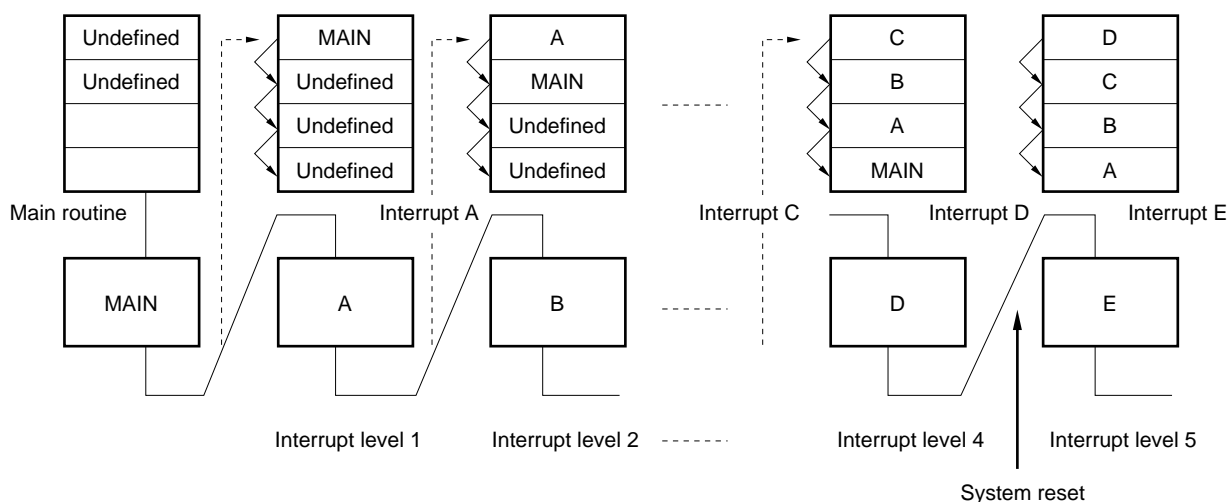 Undefined
MAIN
A
C
D
Undefined
Undefined
MAIN
B
C
Undefined
Undefined
A
B
Undefined
Undefined
MAIN
A
Main routine
Interrupt A
Interrupt C
Interrupt D
Interrupt E
MAIN
A
B
D
E
Interrupt level 1
Interrupt level 2
Interrupt level 4
Interrupt level 5
System reset